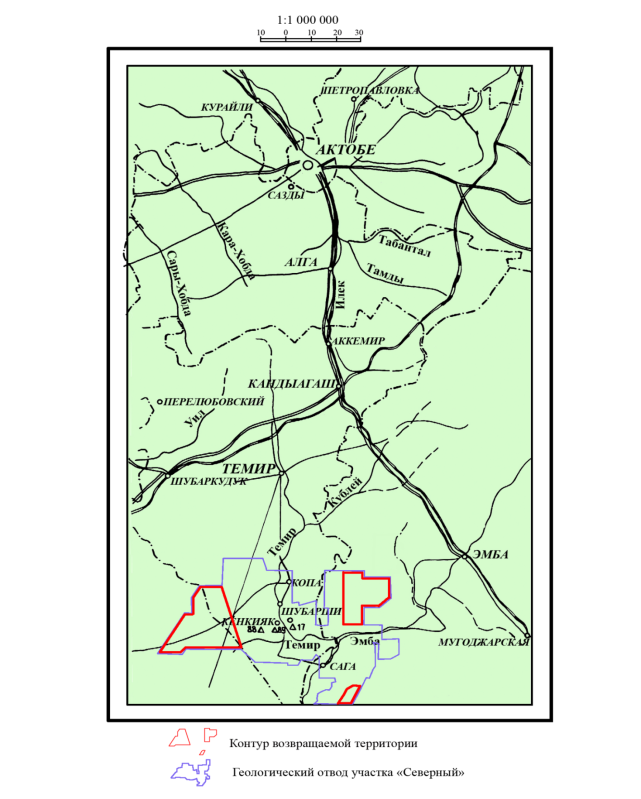 1:1 000 000
10 0 10 20 30
ПЕТРОПАВЛОВКА
КУРАЙЛИ
АКТОБЕ
САЗДЫ
Кара-Хобда
Табантал
Сары-Хобда
АЛГА
Тамды
Илек
АККЕМИР
КАНДЫАГАШ
ПЕРЕЛЮБОВСКИЙ
Уил
ТЕМИР
ШУБАРКУДУК
Кублей
Темир
ЭМБА
КОПА
ШУБАРШИ
КЕНКИЯК
88 89 17
МУГОДЖАРСКАЯ
Темир
Эмба
САГА
Контур возвращаемой территории
Геологический отвод участка «Северный»